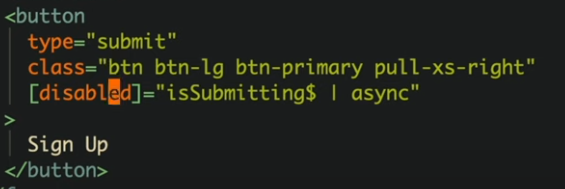 <button
type="submit"
class="btn btn-lg btn-primary pull-xs-right"
[disabled]="isSubmitting$ | async"
>
Sign Up
</button>